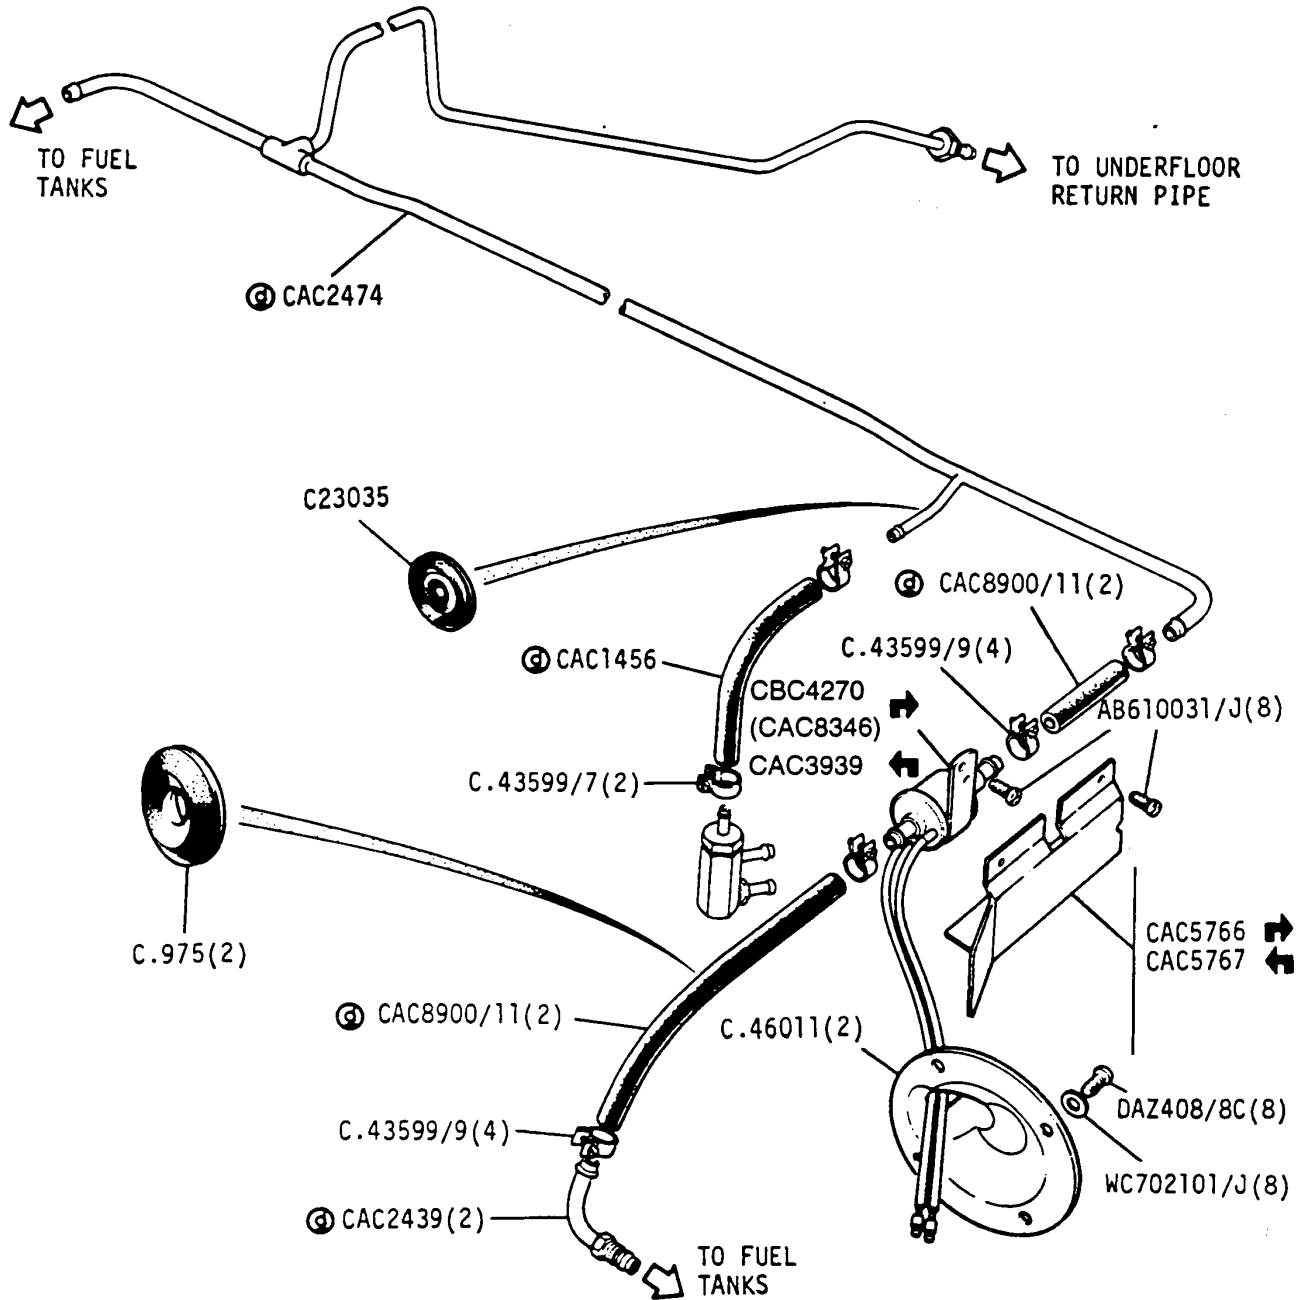 TO FUEL
TANKS
TO UNDERFLOOR
RETURN PIPE
ⓓ CAC2474
C23035
ⓓ CAC8900/11(2)
C.43599/9(4)
ⓓ CAC1456
CBC4270
(CAC8346)
CAC3939
AB610031/J(8)
C.43599/7(2)
C.975(2)
CAC5766
CAC5767
ⓓ CAC8900/11(2)
C.46011(2)
DAZ408/8C(8)
C.43599/9(4)
WC702101/J(8)
ⓓ CAC2439(2)
TO FUEL
TANKS